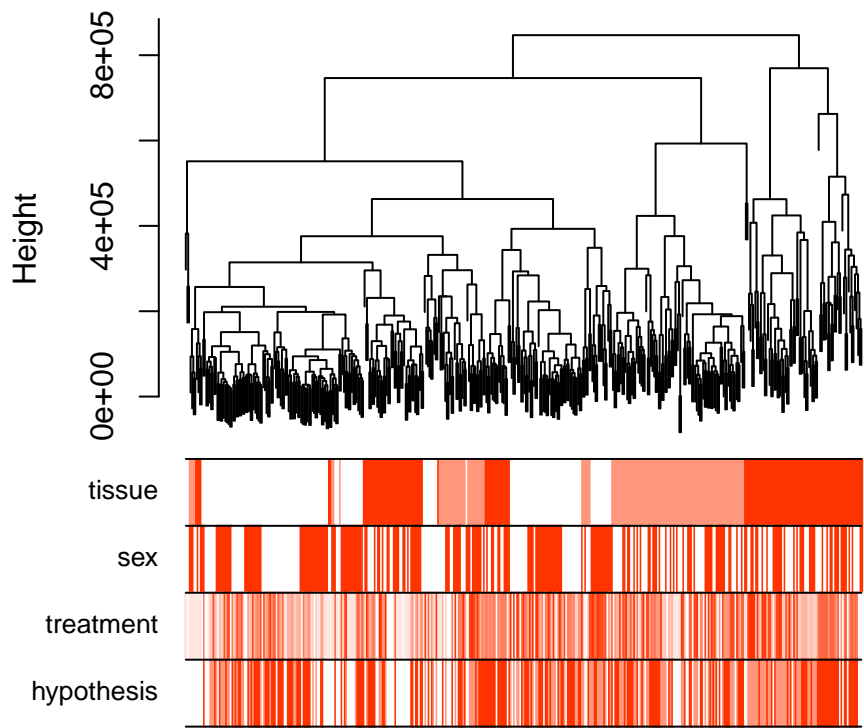 Height
8e+05
4e+05
0e+00
tissue
sex
treatment
hypothesis